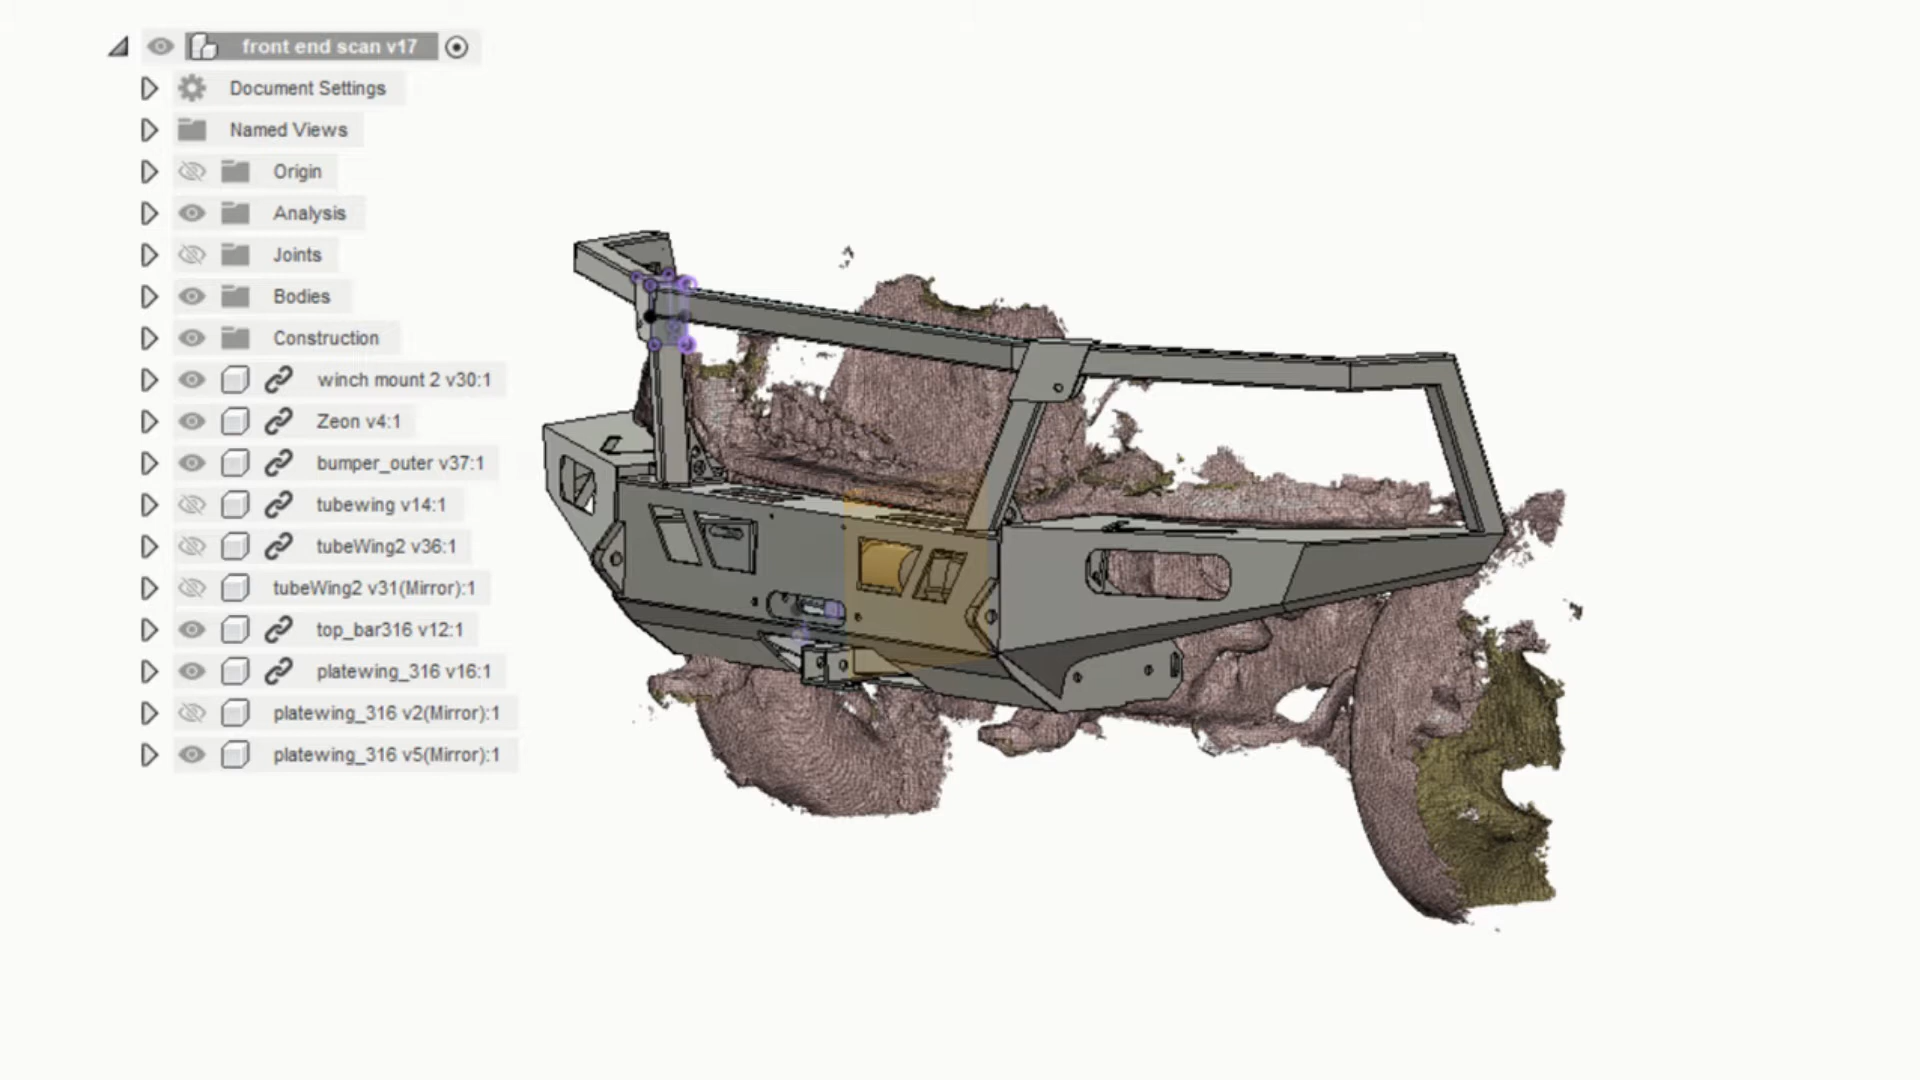 front end scan v17
Document Settings
Named Views
Origin
Analysis
Joints
Bodies
Construction
winch mount 2 v30:1
Zeon v4:1
bumper_outer v37:1
tubewing v14:1
tubeWing2 v36:1
tubeWing2 v31(Mirror):1
top_bar316 v12:1
platewing_316 v16:1
platewing_316 v2(Mirror):1
platewing_316 v5(Mirror):1